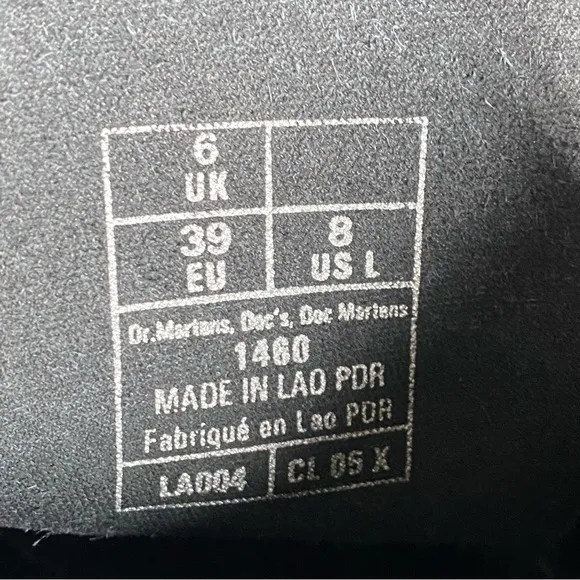 6
UK
39
EU
8
US L
Dr.Martens, Doc's, Doc Martens
1460
MADE IN LAO PDR
Fabriqué en Lao PDR
LA004
CL 05 X